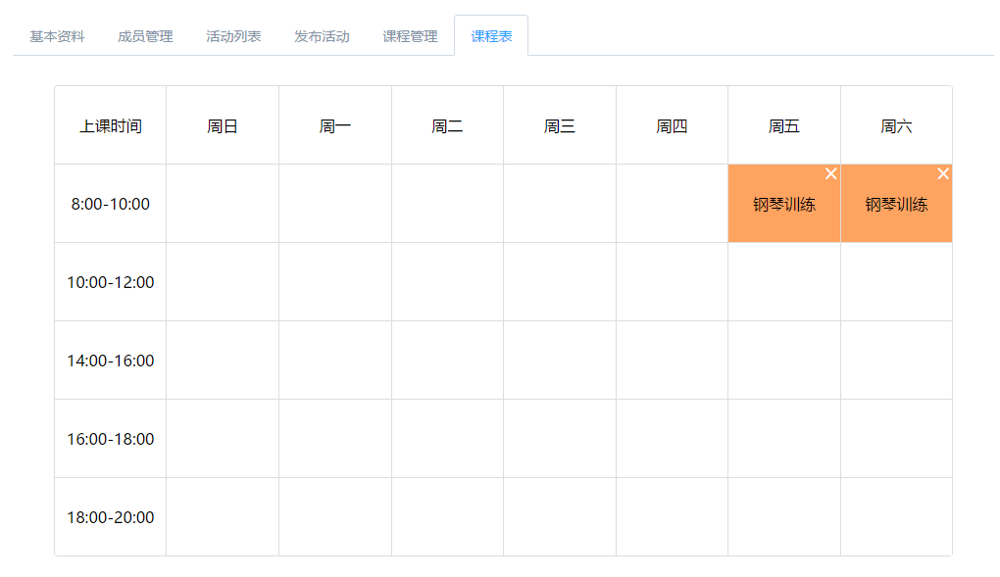 基本资料 成员管理 活动列表 发布活动 课程管理 课程表
上课时间 周日 周一 周二 周三 周四 周五 周六
8:00-10:00 钢琴训练 钢琴训练
10:00-12:00
14:00-16:00
16:00-18:00
18:00-20:00